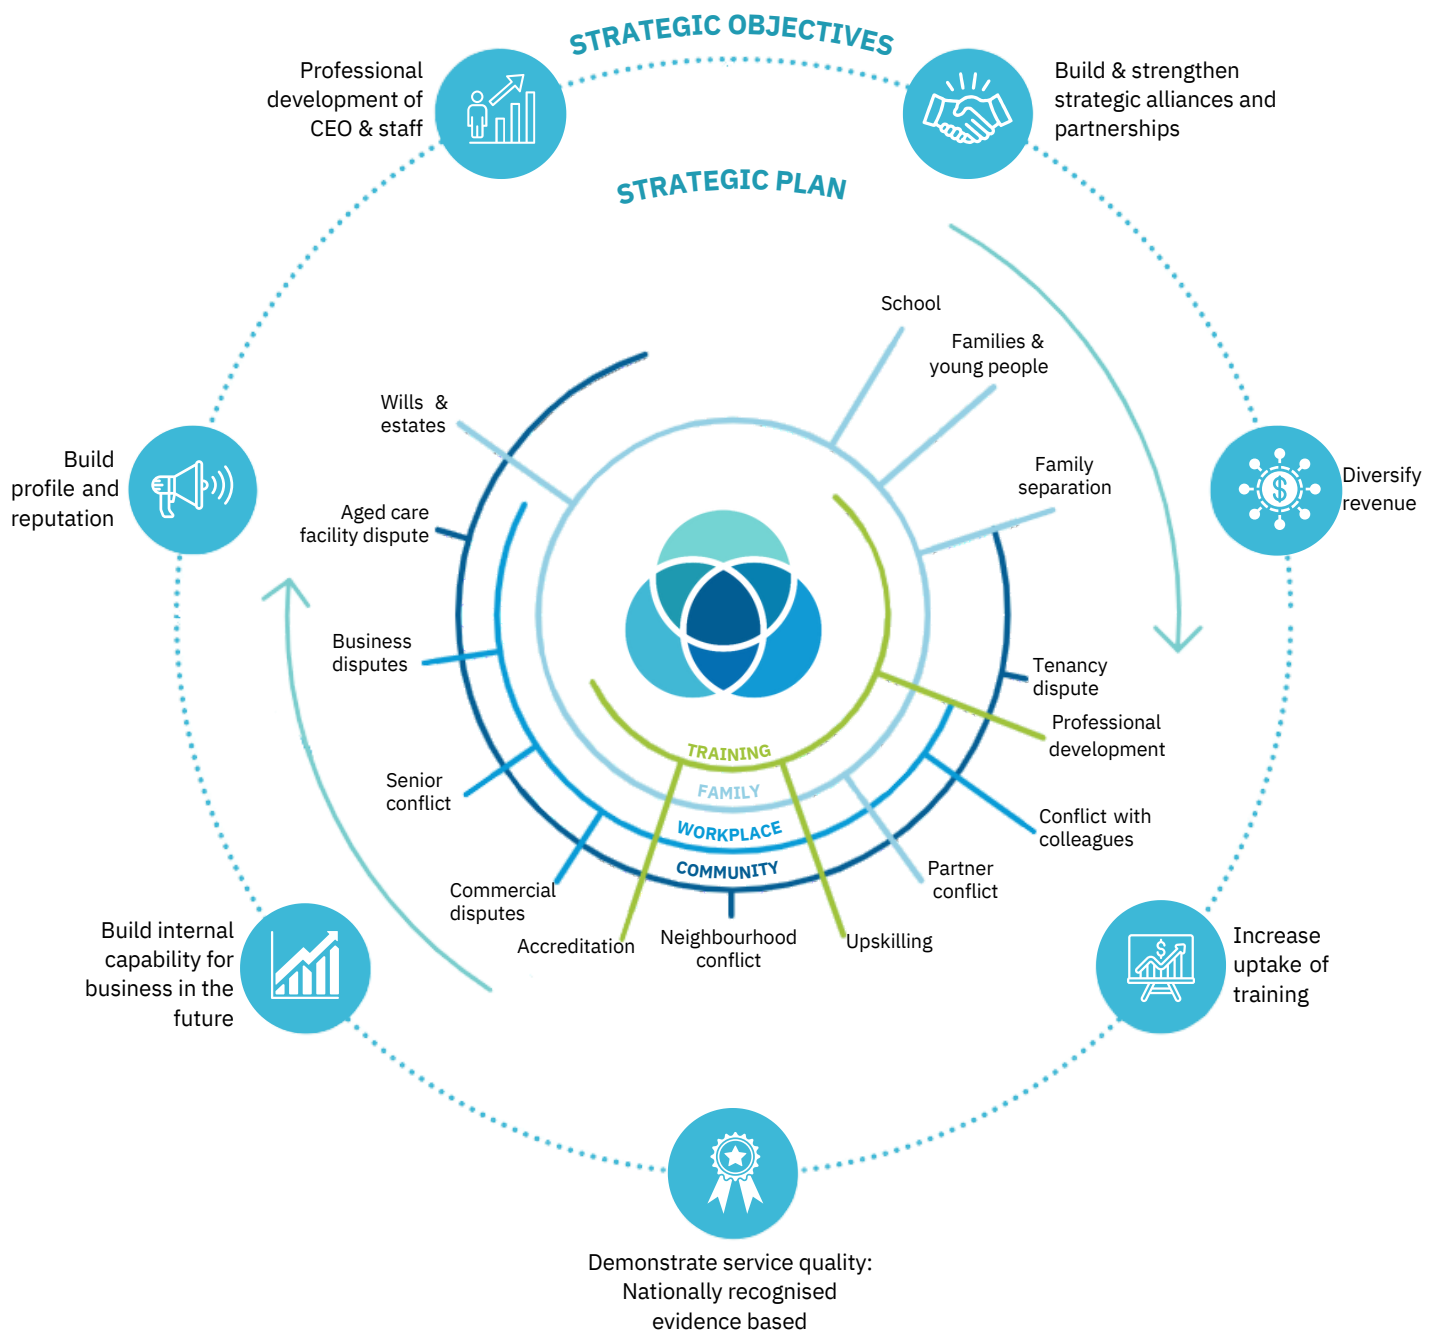 STRATEGIC OBJECTIVES
Professional
development of
CEO & staff
Build & strengthen
strategic alliances and
partnerships
STRATEGIC PLAN
School
Families &
young people
Wills &
estates
Family
separation
Build
profile and
reputation
Diversify
revenue
$
Aged care
facility dispute
Business
disputes
Tenancy
dispute
Professional
development
TRAINING
FAMILY
WORKPLACE
COMMUNITY
Senior
conflict
Conflict with
colleagues
Partner
conflict
Commercial
disputes
Accreditation
Neighbourhood
conflict
Upskilling
Build internal
capability for
business in the
future
$
Increase
uptake of
training
Demonstrate service quality:
Nationally recognised
evidence based